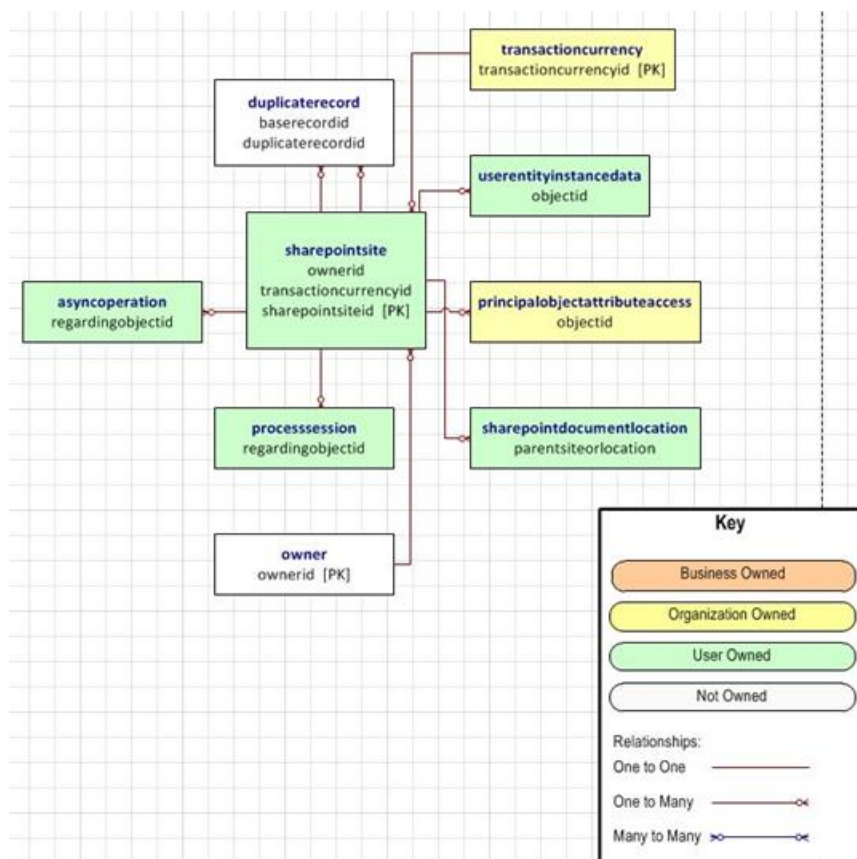 transactioncurrency
transactioncurrencyid [PK]
duplicaterecord
baserecordid
duplicaterecordid
userentityinstancedata
objectid
sharepointsite
ownerid
transactioncurrencyid
sharepointsiteid [PK]
asyncoperation
regardingobjectid
principalobjectattributeaccess
objectid
processsession
regardingobjectid
sharepointdocumentlocation
parentsiteorlocation
owner
ownerid [PK]
Key
Business Owned
Organization Owned
User Owned
Not Owned
Relationships:
One to One
One to Many
Many to Many